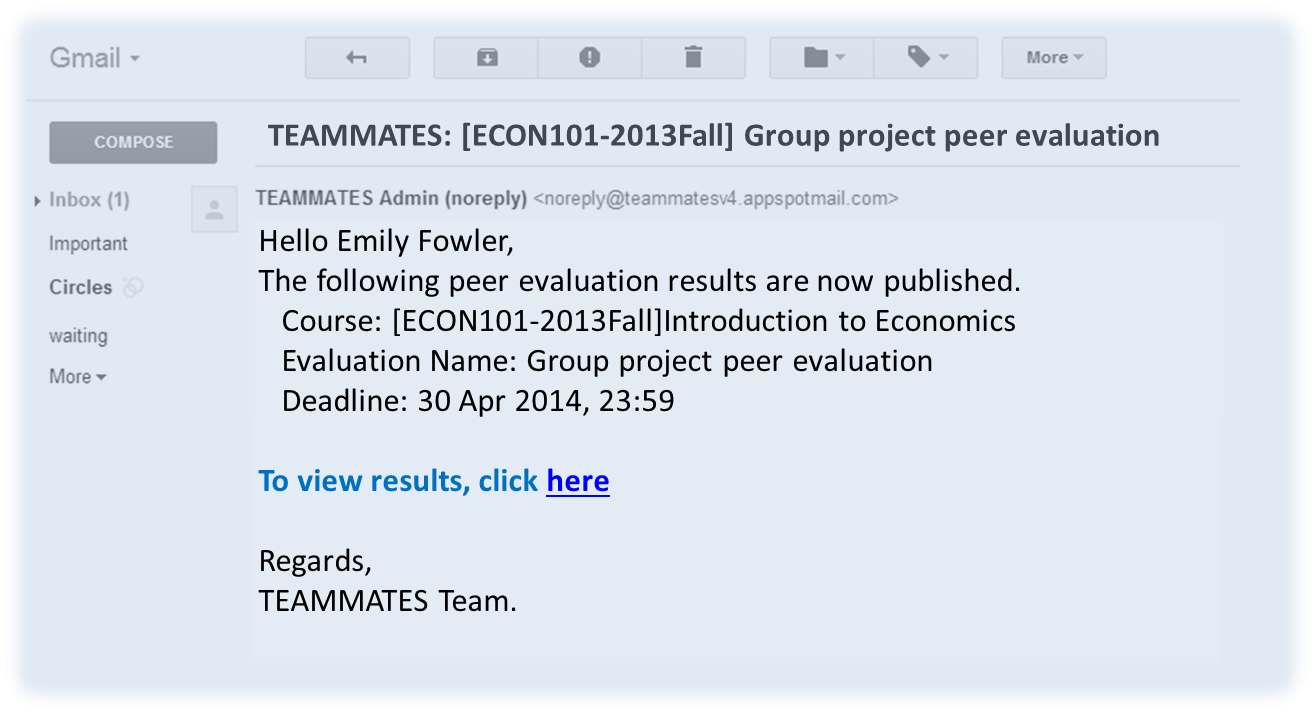 Gmail
More
COMPOSE
TEAMMATES: [ECON101-2013Fall] Group project peer evaluation
Inbox (1)
TEAMMATES Admin (noreply) <noreply@teammatesv4.appspotmail.com>
Important
Circles
waiting
More
Hello Emily Fowler,
The following peer evaluation results are now published.
Course: [ECON101-2013Fall]Introduction to Economics
Evaluation Name: Group project peer evaluation
Deadline: 30 Apr 2014, 23:59
To view results, click here
Regards,
TEAMMATES Team.